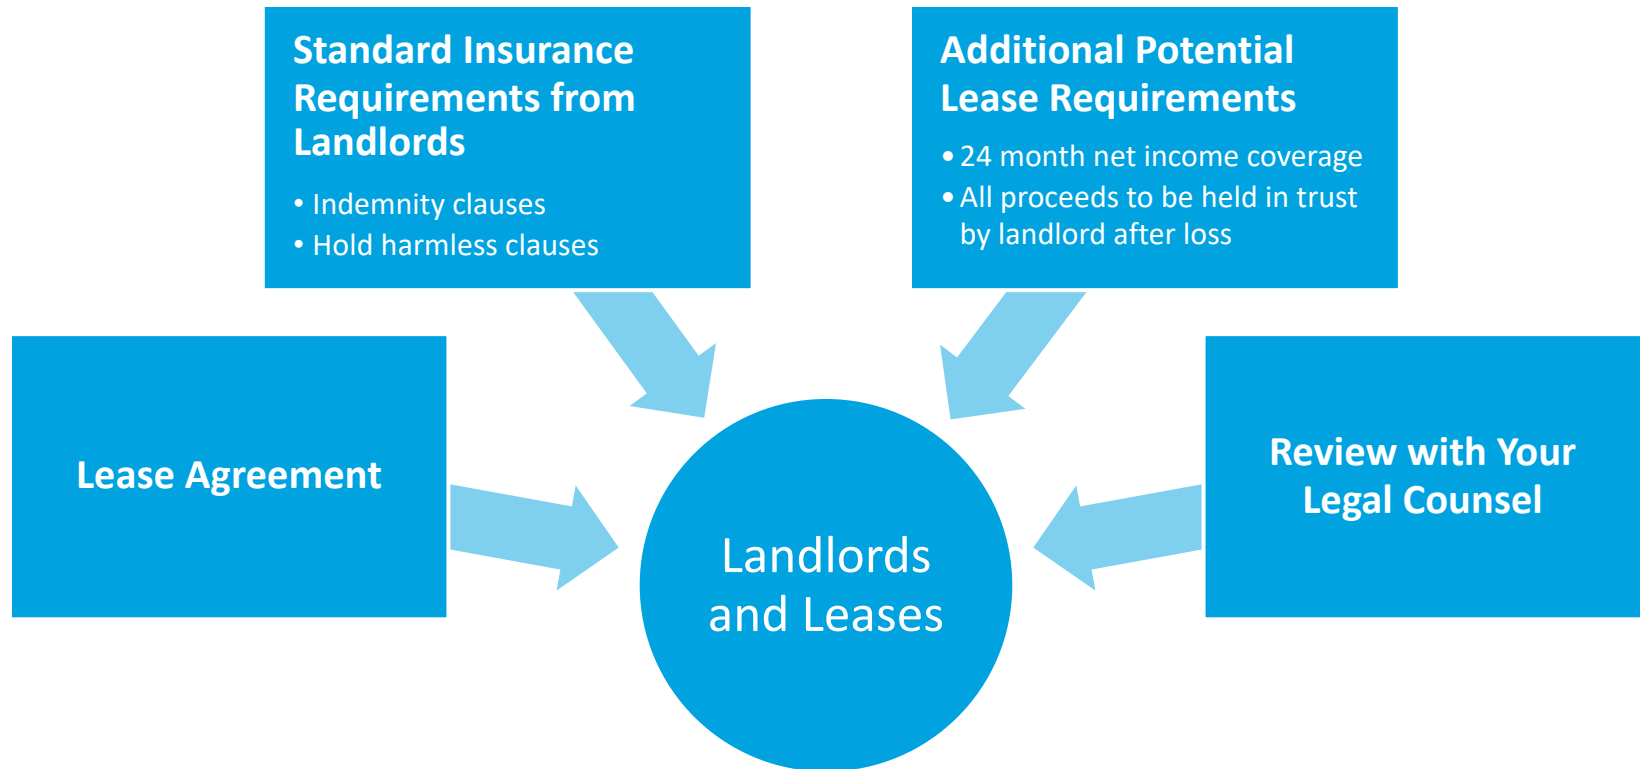 Standard Insurance
Requirements from
Landlords
• Indemnity clauses
• Hold harmless clauses
Additional Potential
Lease Requirements
• 24 month net income coverage
• All proceeds to be held in trust
by landlord after loss
Lease Agreement
Review with Your
Legal Counsel
Landlords
and Leases